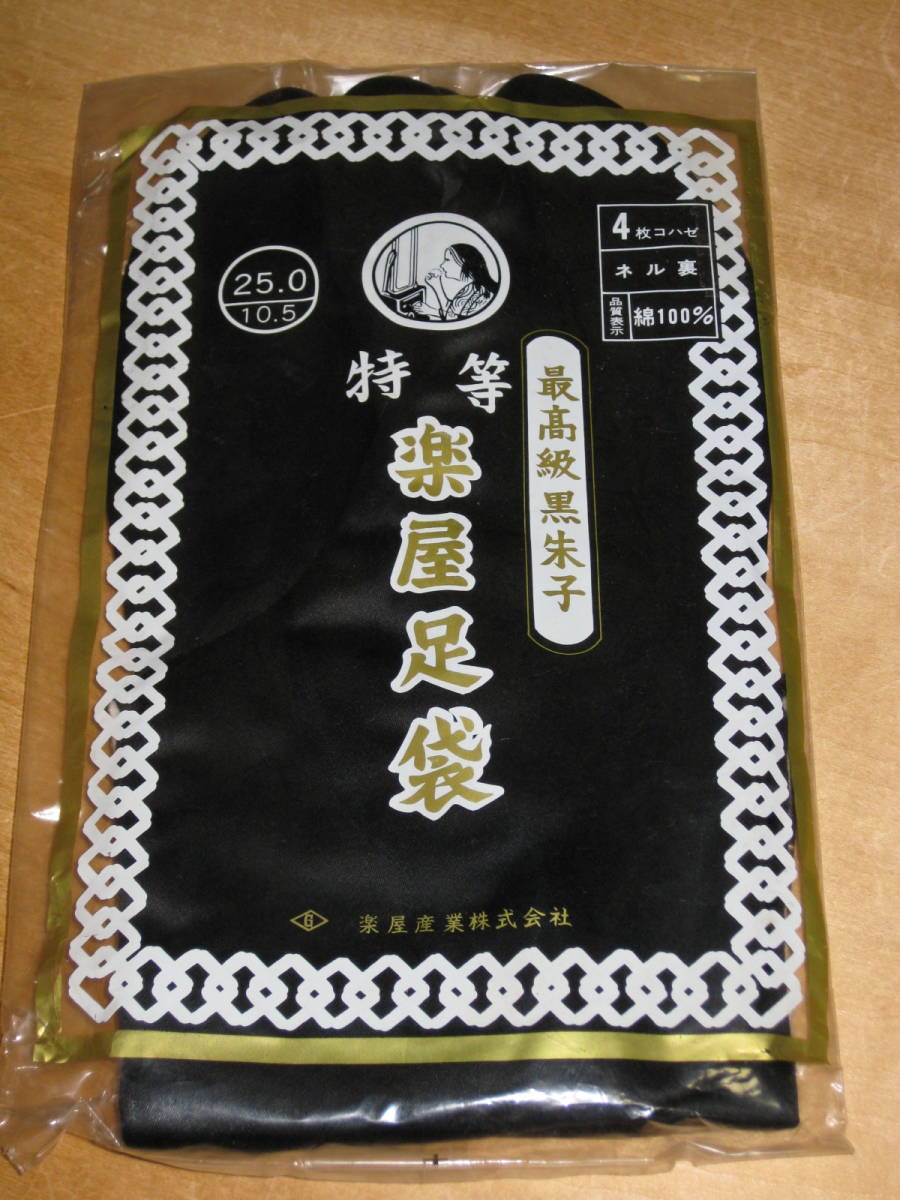 25.0
10.5
4枚コハゼ
ネル裏
品質表示
綿100%
特等
最高級黒朱子
楽屋足袋
楽屋産業株式会社